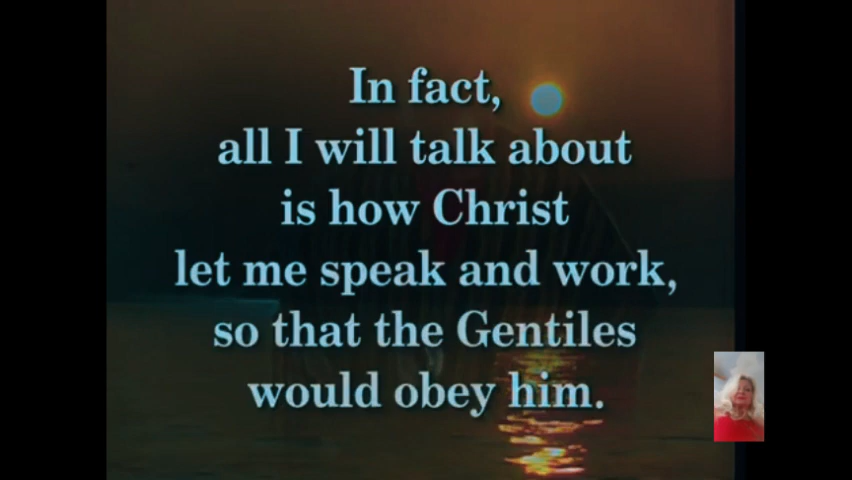 In fact,
all I will talk about
is how Christ
let me speak and work,
so that the Gentiles
would obey him.